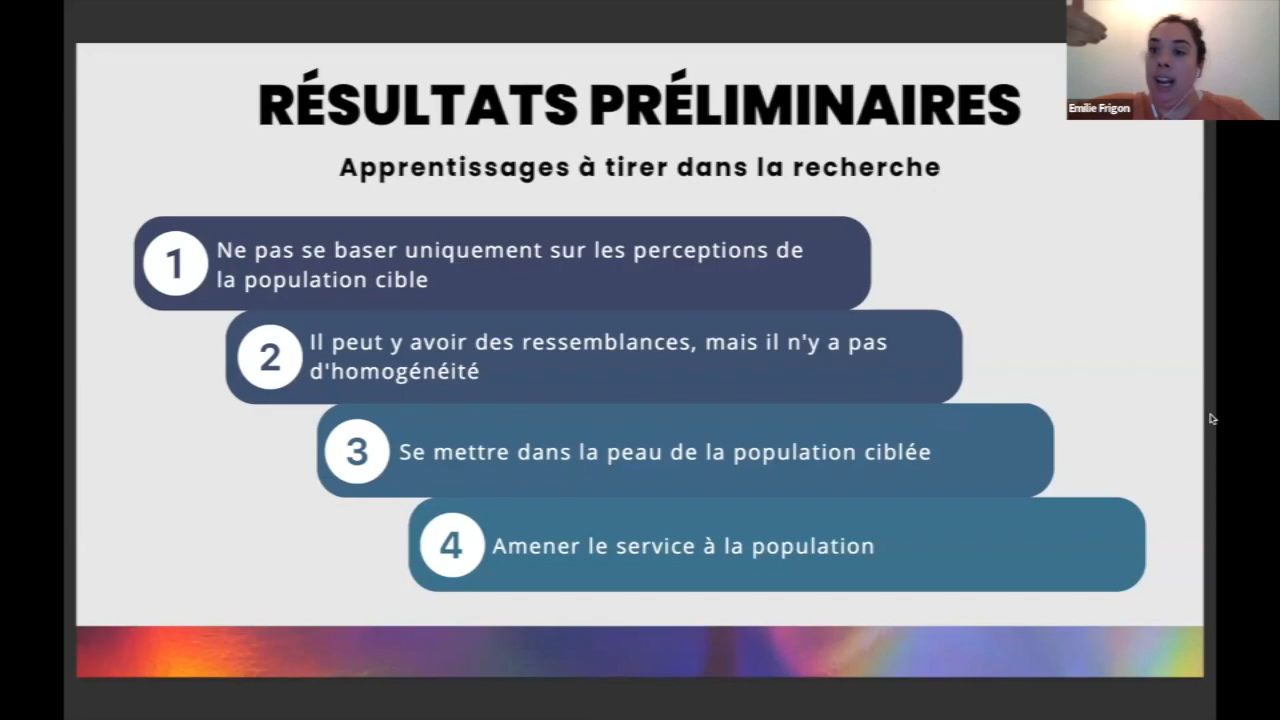 RÉSULTATS PRÉLIMINAIRES
Apprentissages à tirer dans la recherche
Emilie Frigon
1 Ne pas se baser uniquement sur les perceptions de
la population cible
2 Il peut y avoir des ressemblances, mais il n'y a pas
d'homogénéité
3 Se mettre dans la peau de la population ciblée
4 Amener le service à la population